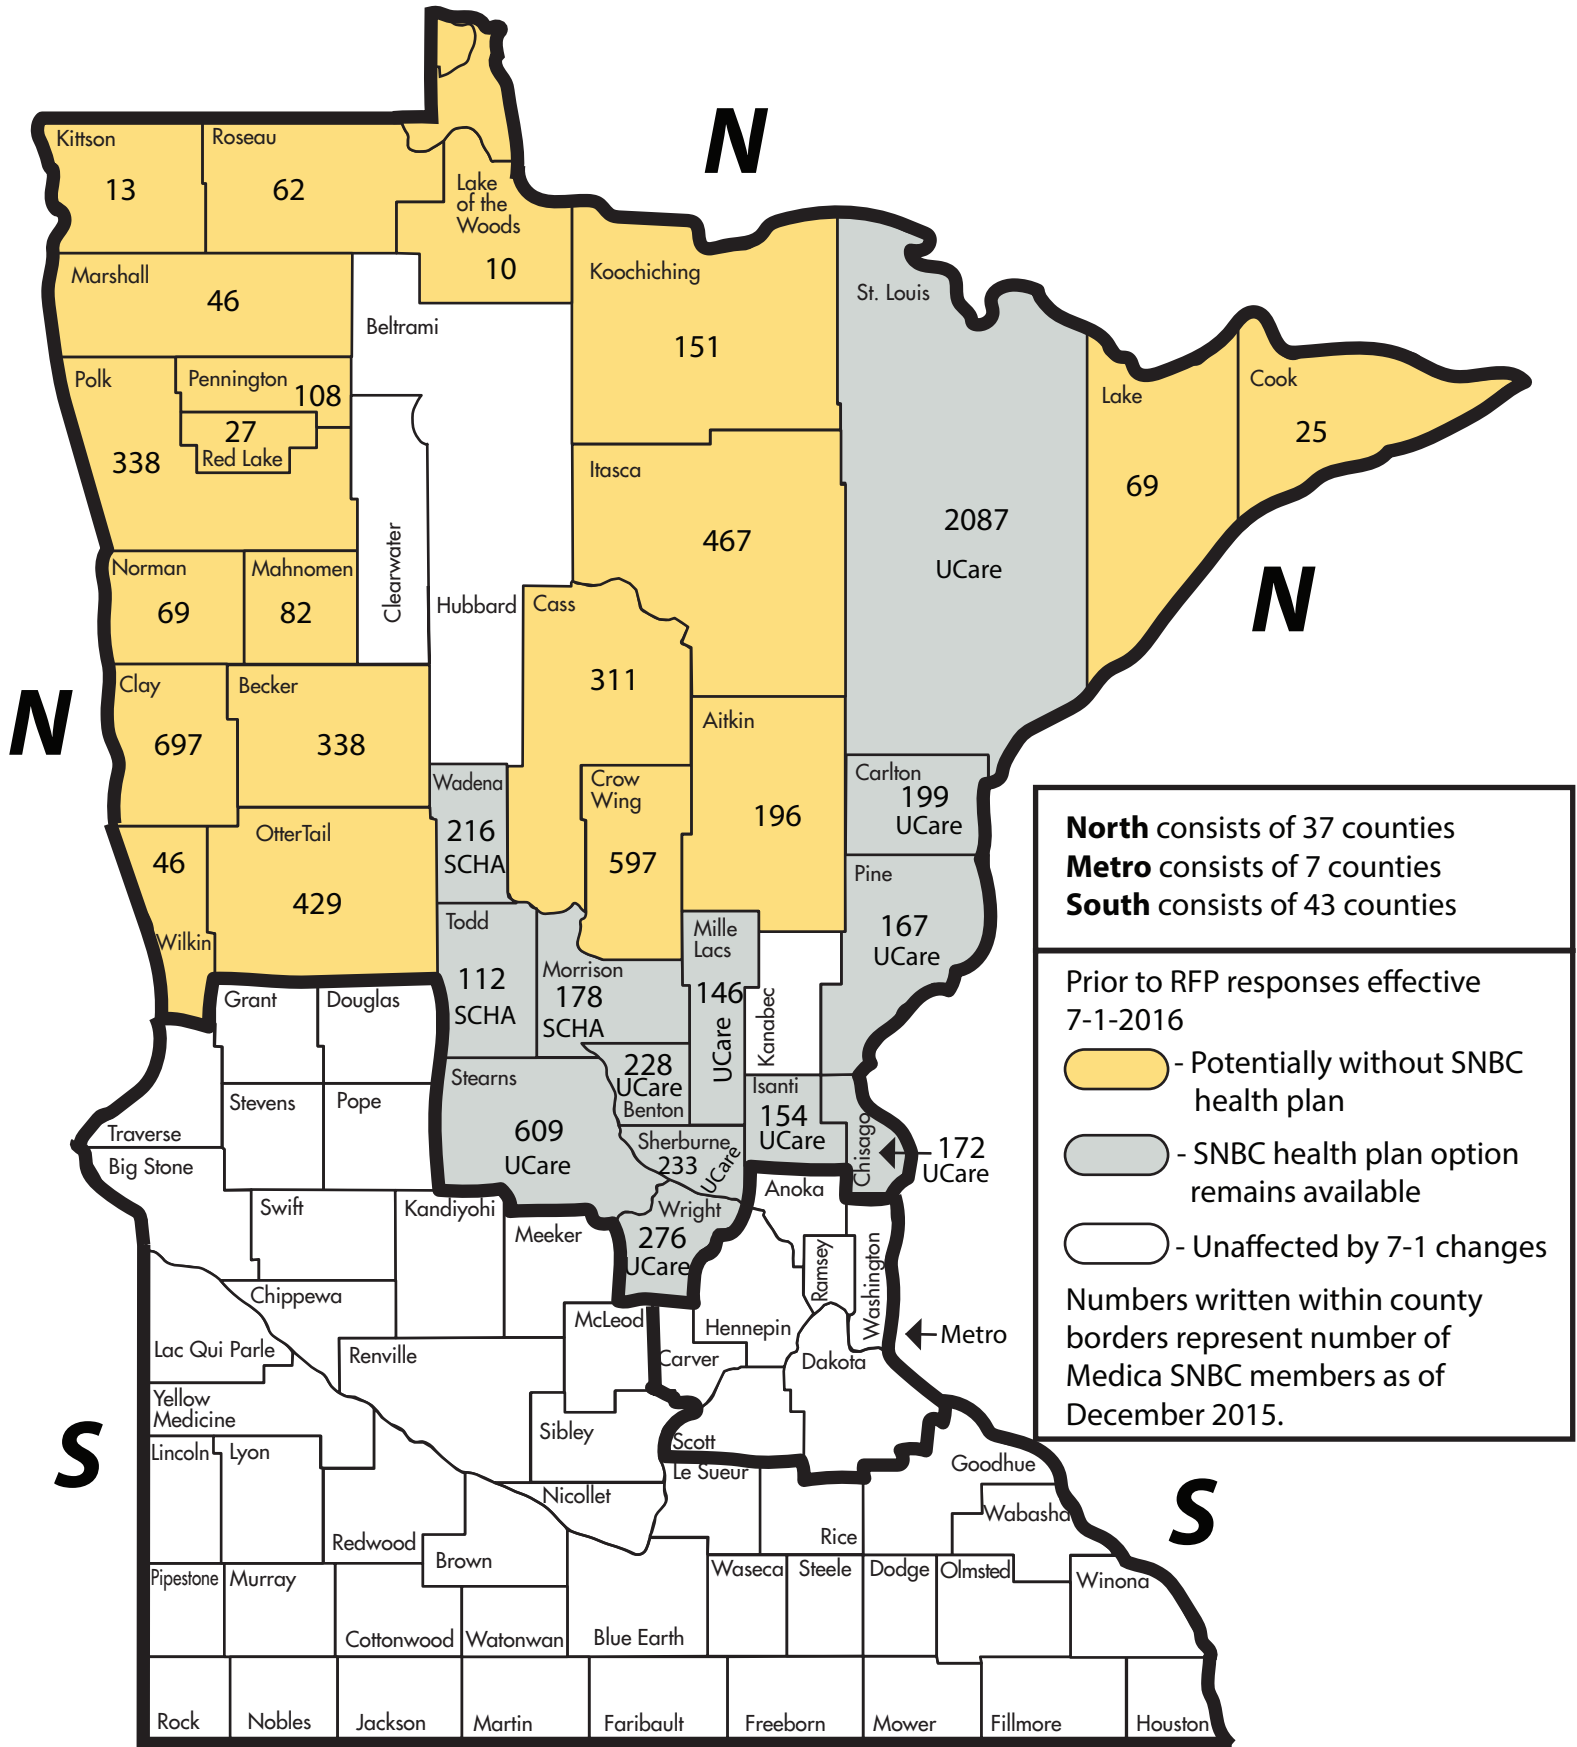 N
Kittson
13
Roseau
62
Lake
of the
Woods
10
Marshall
46
Beltrami
Koochiching
151
St. Louis
2087
UCare
Lake
69
Cook
25
Polk
338
Pennington
108
27
Red Lake
Itasca
467
Clearwater
Norman
69
Mahnomen
82
Hubbard
Cass
311
N
N
Clay
697
Becker
338
Aitkin
196
Wadena
216
SCHA
Crow
Wing
597
Carlton
199
UCare
46
Wilkin
OtterTail
429
Pine
167
UCare
Todd
112
SCHA
Morrison
178
SCHA
Mille
Lacs
146
UCare
Kanabec
Grant
Douglas
Stearns
609
UCare
228
UCare
Benton
Isanti
154
UCare
Chisago
172
UCare
Stevens
Pope
Traverse
Big Stone
Sherburne
233
UCare
Wright
276
UCare
Anoka
Swift
Kandiyohi
Meeker
Ramsey
Washington
Chippewa
McLeod
Hennepin
Metro
Lac Qui Parle
Renville
Carver
Dakota
Yellow
Medicine
Sibley
Scott
S
Lincoln
Lyon
Le Sueur
Goodhue
Nicollet
Wabasha
S
Redwood
Brown
Rice
Pipestone
Murray
Waseca
Steele
Dodge
Olmsted
Winona
Cottonwood
Watonwan
Blue Earth
Rock
Nobles
Jackson
Martin
Faribault
Freeborn
Mower
Fillmore
Houston
North consists of 37 counties
Metro consists of 7 counties
South consists of 43 counties
Prior to RFP responses effective
7-1-2016
- Potentially without SNBC
health plan
- SNBC health plan option
remains available
- Unaffected by 7-1 changes
Numbers written within county
borders represent number of
Medica SNBC members as of
December 2015.